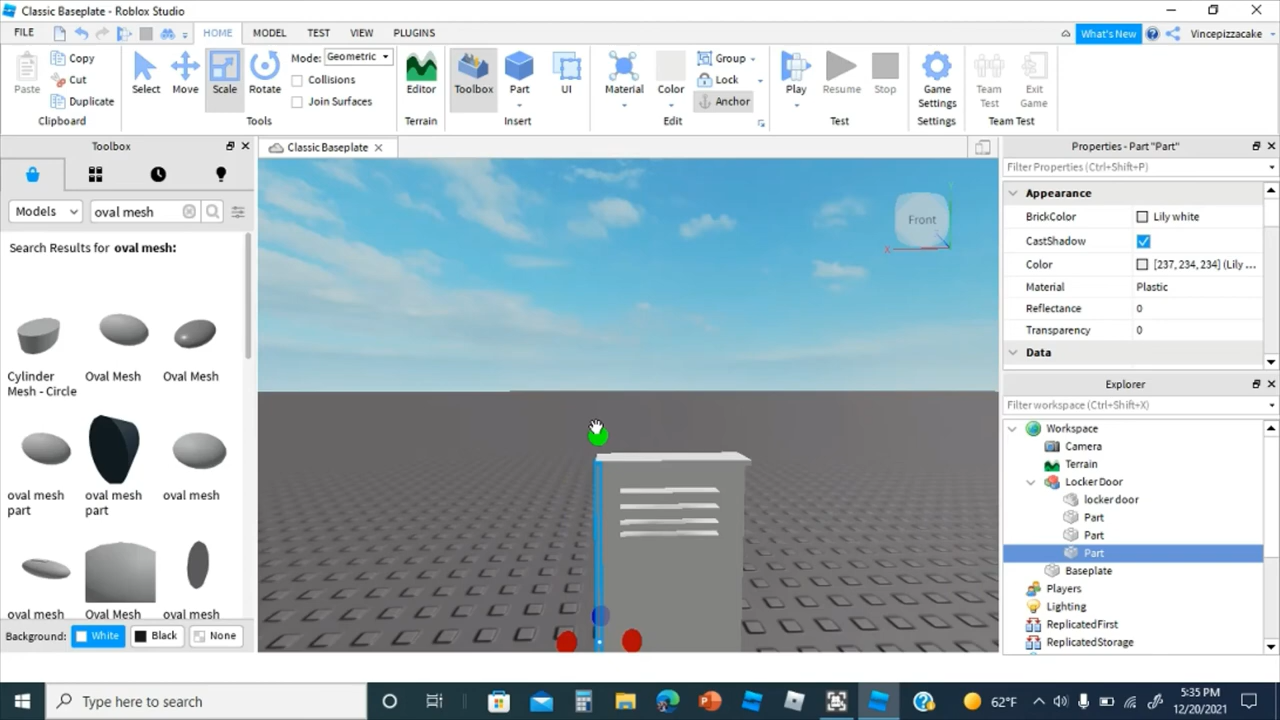 Classic Baseplate - Roblox Studio
FILE HOME MODEL TEST VIEW PLUGINS What's New Vincepizzacake
Paste Copy Cut Duplicate Select Move Scale Rotate Mode: Geometric Collisions Join Surfaces Editor Toolbox Part UI Material Color Group Lock Anchor Play Resume Stop Game Settings Team Test Exit Game
Clipboard Tools Terrain Insert Edit Test Settings Team Test
Toolbox
Classic Baseplate
Properties - Part "Part"
Filter Properties (Ctrl+Shift+P)
Models oval mesh
Search Results for oval mesh:
Cylinder Mesh - Circle
Oval Mesh
Oval Mesh
oval mesh part
oval mesh part
oval mesh
oval mesh
Oval Mesh
oval mesh
Background: White Black None
Front
X
Appearance
BrickColor Lily white
CastShadow
Color [237, 234, 234] (Lily ...
Material Plastic
Reflectance 0
Transparency 0
Data
Explorer
Filter workspace (Ctrl+Shift+X)
Workspace
Camera
Terrain
Locker Door
locker door
Part
Part
Part
Baseplate
Players
Lighting
ReplicatedFirst
ReplicatedStorage
Type here to search
62°F
5:35 PM
12/20/2021